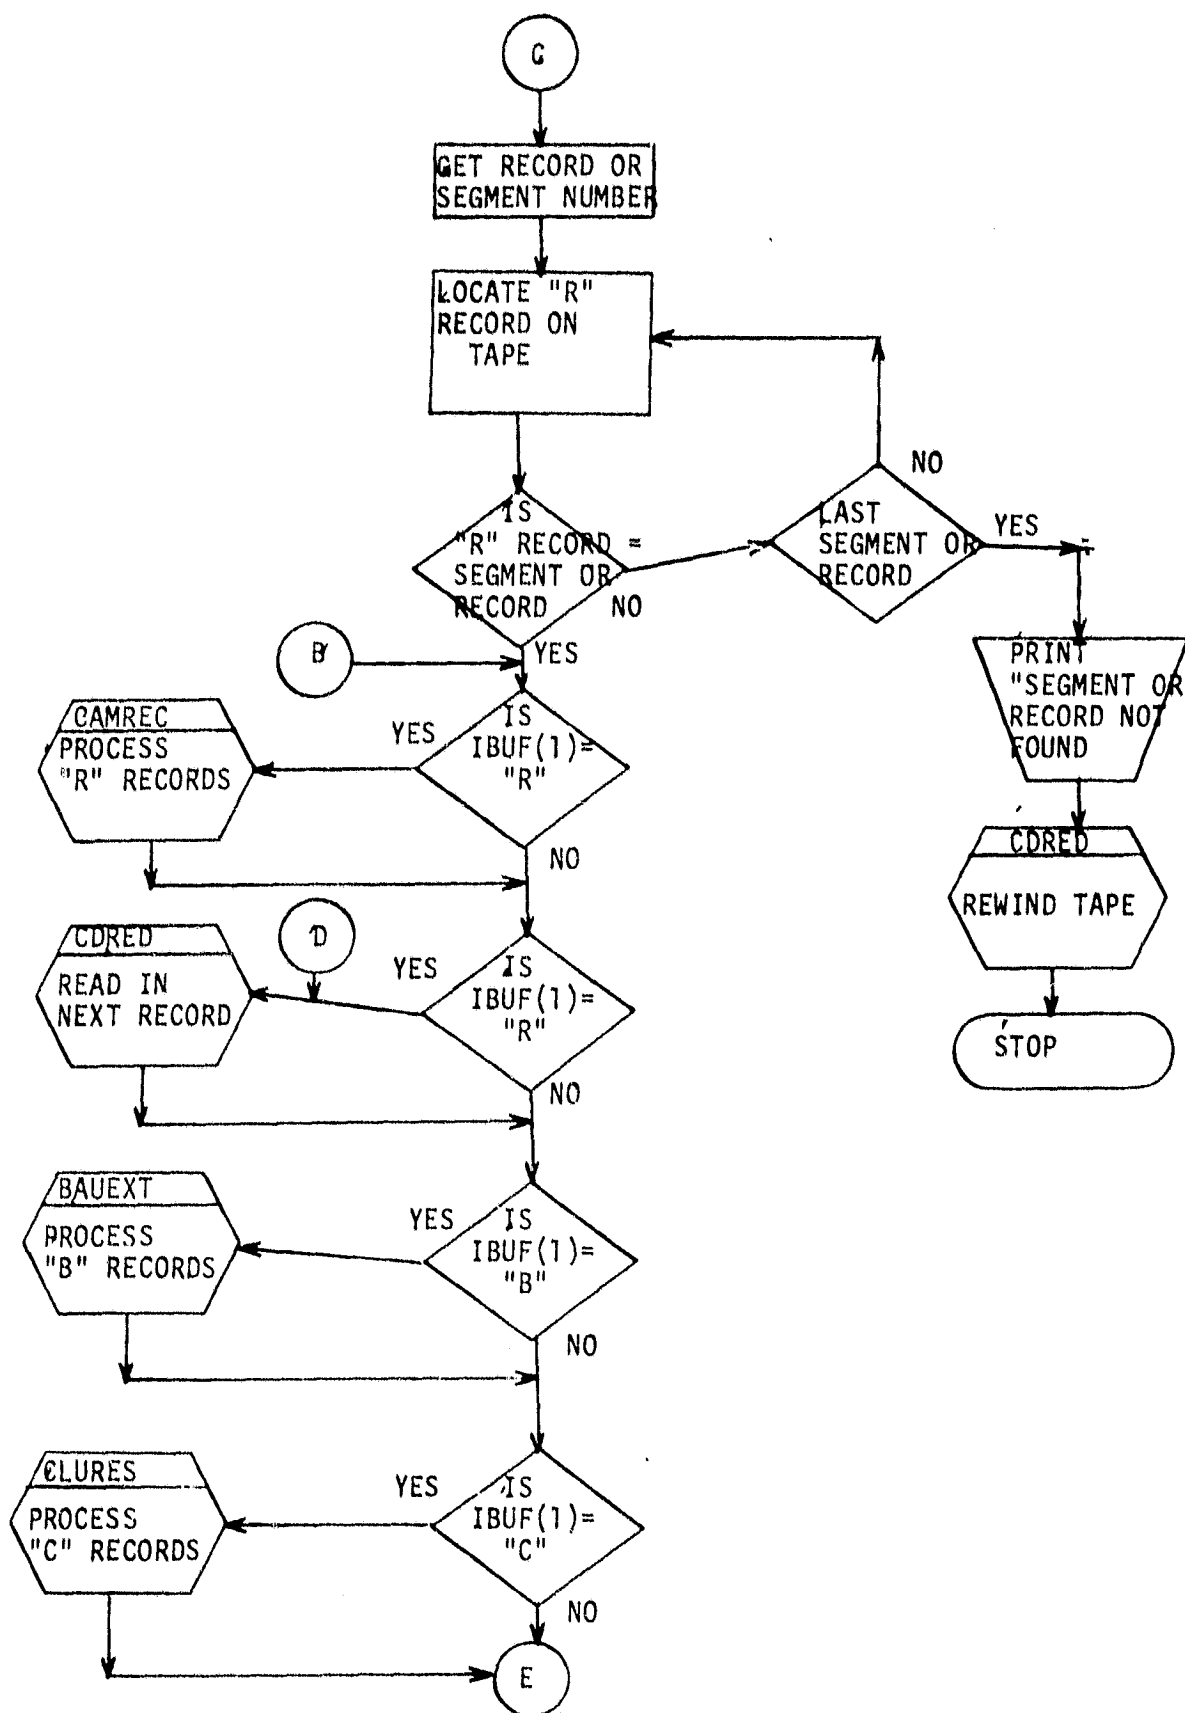 G
GET RECORD OR
SEGMENT NUMBER
LOCATE "R"
RECORD ON
TAPE
NO
IS
"R" RECORD =
SEGMENT OR
RECORD
NO
LAST
SEGMENT OR
RECORD
YES
YES
B
PRINT
"SEGMENT OR
RECORD NOT
FOUND
CAMREC
PROCESS
"R" RECORDS
YES
IS
IBUF(1)=
"R"
NO
CDRED
REWIND TAPE
STOP
CDRED
READ IN
NEXT RECORD
D
YES
IS
IBUF(1)=
"R"
NO
BAUEXT
PROCESS
"B" RECORDS
YES
IS
IBUF(1)=
"B"
NO
CLURES
PROCESS
"C" RECORDS
YES
IS
IBUF(1)=
"C"
NO
E